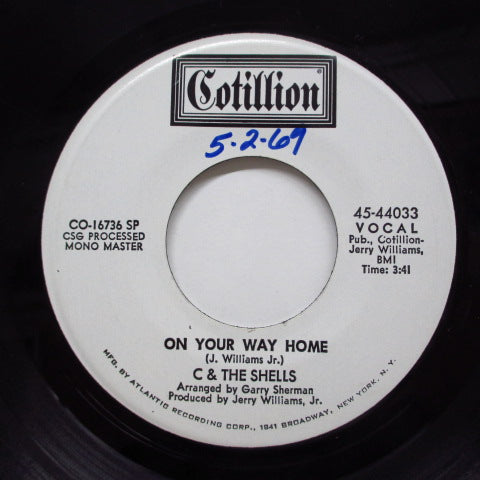 Cotillion
5-2-69
CO-16736 SP
CSG PROCESSED
MONO MASTER
45-44033
VOCAL
Pub., Cotillion-
Jerry Williams,
BMI
Time: 3:41
ON YOUR WAY HOME
(J. Williams Jr.)
C & THE SHELLS
Arranged by Garry Sherman
Produced by Jerry Williams, Jr.
MFG. BY ATLANTIC RECORDING CORP., 1841 BROADWAY, NEW YORK, N. Y.